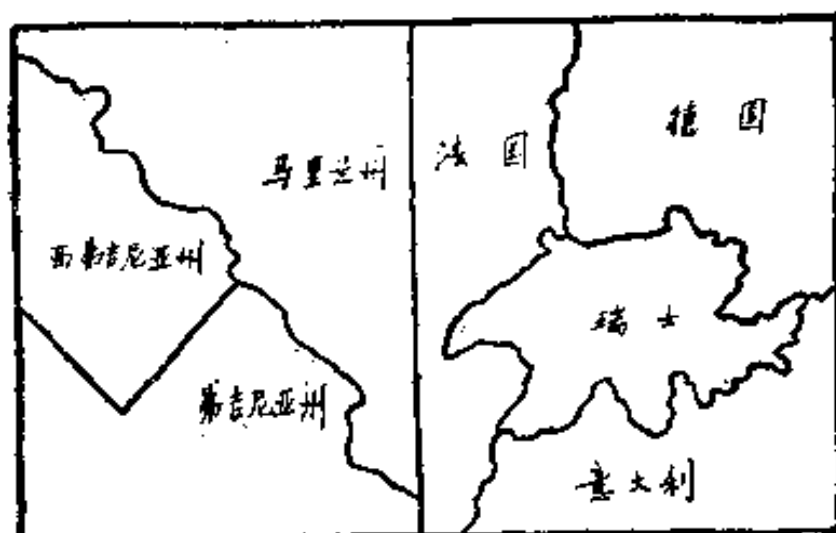 马里兰州
西弗吉尼亚州
弗吉尼亚州
法国
德国
瑞士
意大利